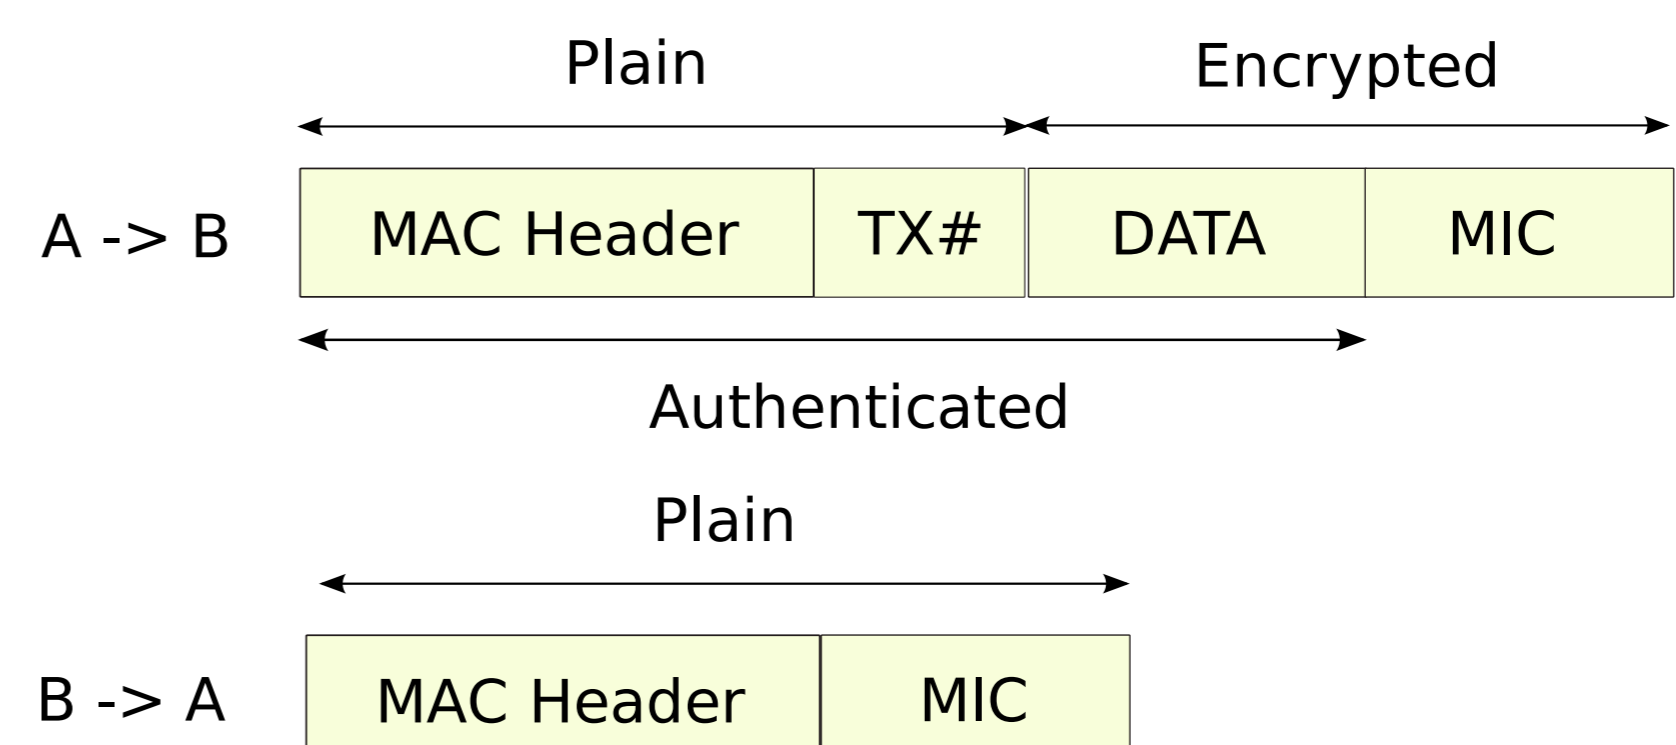 Plain Encrypted
A -> B MAC Header TX# DATA MIC
Authenticated
Plain
B -> A MAC Header MIC